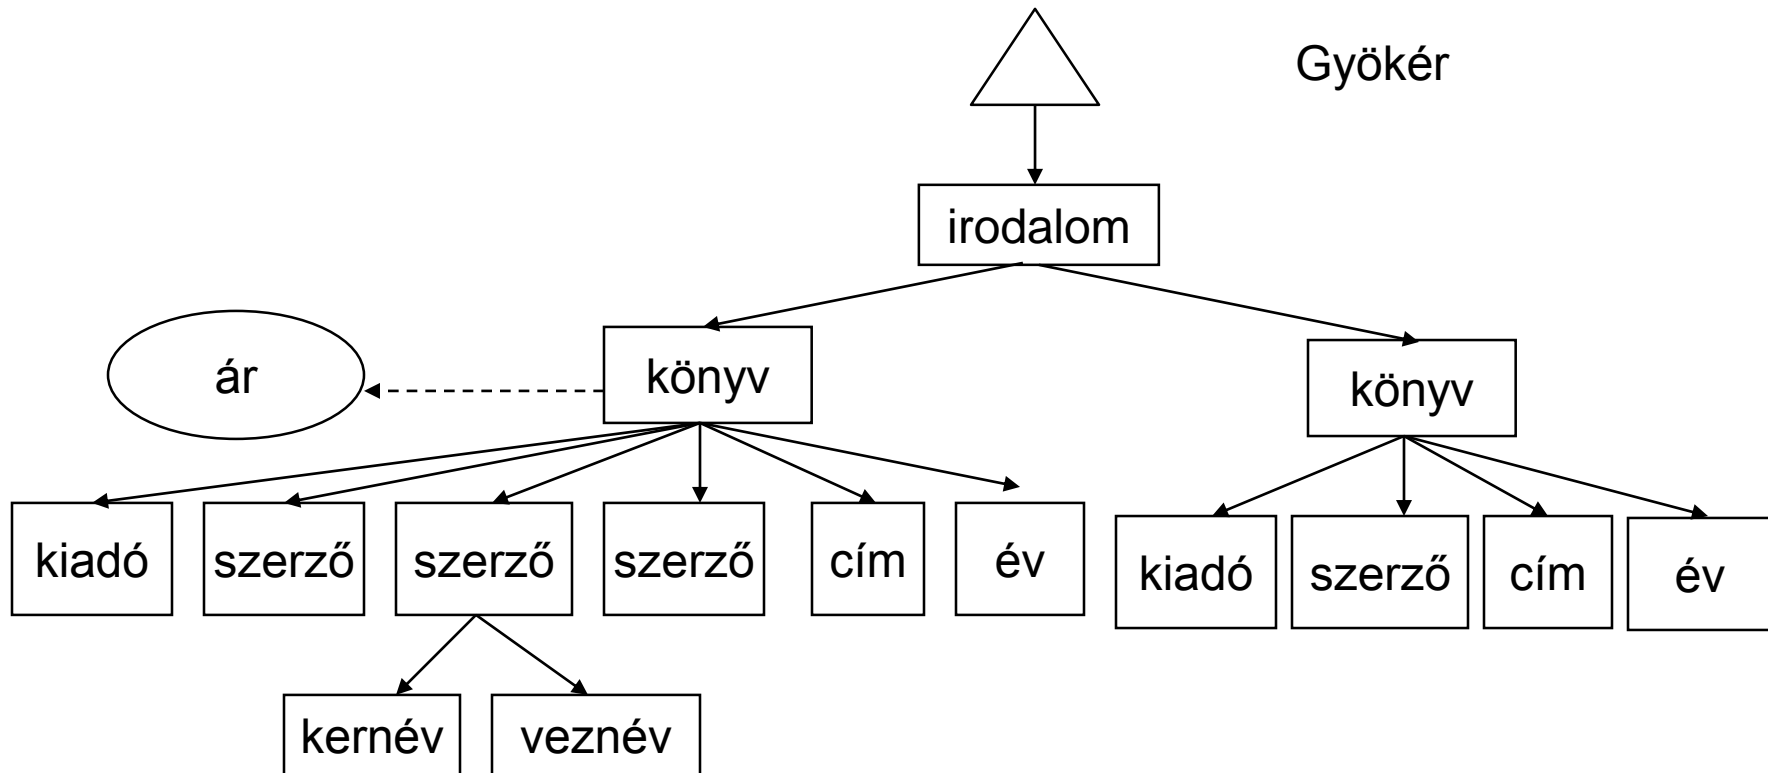 Gyökér
irodalom
ár
könyv
könyv
kiadó
szerző
szerző
szerző
cím
év
kiadó
szerző
cím
év
kernév
veznév